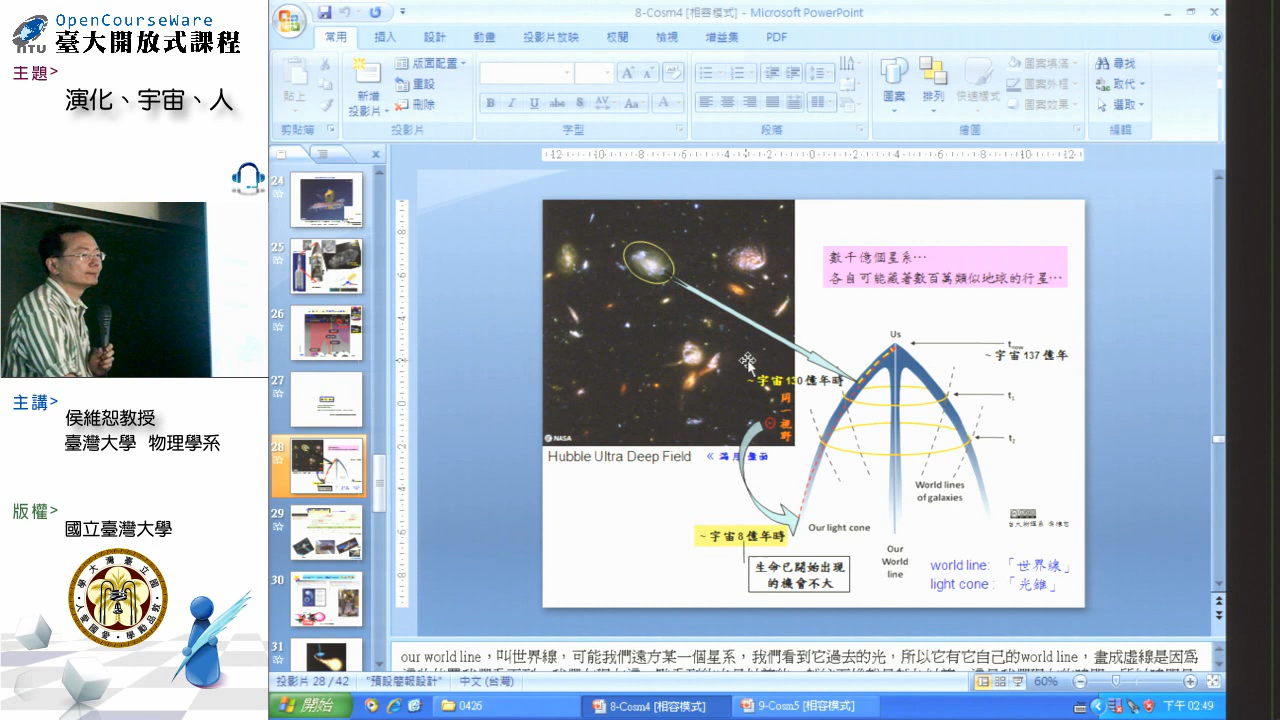 OpenCourseWare
NTU
臺大開放式課程
主題>
演化、宇宙、人
主講>
侯維恕教授
臺灣大學 物理學系
版權>
國立臺灣大學
8-Cosm4 [相容模式] - Microsoft PowerPoint
常用 插入 設計 動畫 投影片放映 校閱 檢視 增益集 PDF
貼上
剪貼簿
新增
投影片
版面配置
重設
刪除
投影片
字型
段落
圖案
排列
快速樣式
圖案填滿
圖案外框
圖案效果
繪圖
尋找
取代
選取
編輯
24
25
26
27
28
29
30
31
數千億個星系…
各自可能藏著數百萬類似地球的行星…
Us
t now
~宇宙137億年
~宇宙130億年時
t₁
同一視野
t₂
NASA
Hubble Ultra Deep Field
World lines
of galaxies
Our light cone
~宇宙8億年時
生命已開始出現
的機會不大
Our
World
line
world line: 「世界線」
light cone : 「光錐」
our world line，叫世界線，可能我們遠方某一個星系，我們看到它過去的光，所以它有它自己的world line，畫成虛線是因為
投影片 28 / 42 "預設簡報設計" 中文 (台灣)
60%
開始
0426
8-Cosm4 [相容模式]
9-Cosm5 [相容模式]
下午 02:49